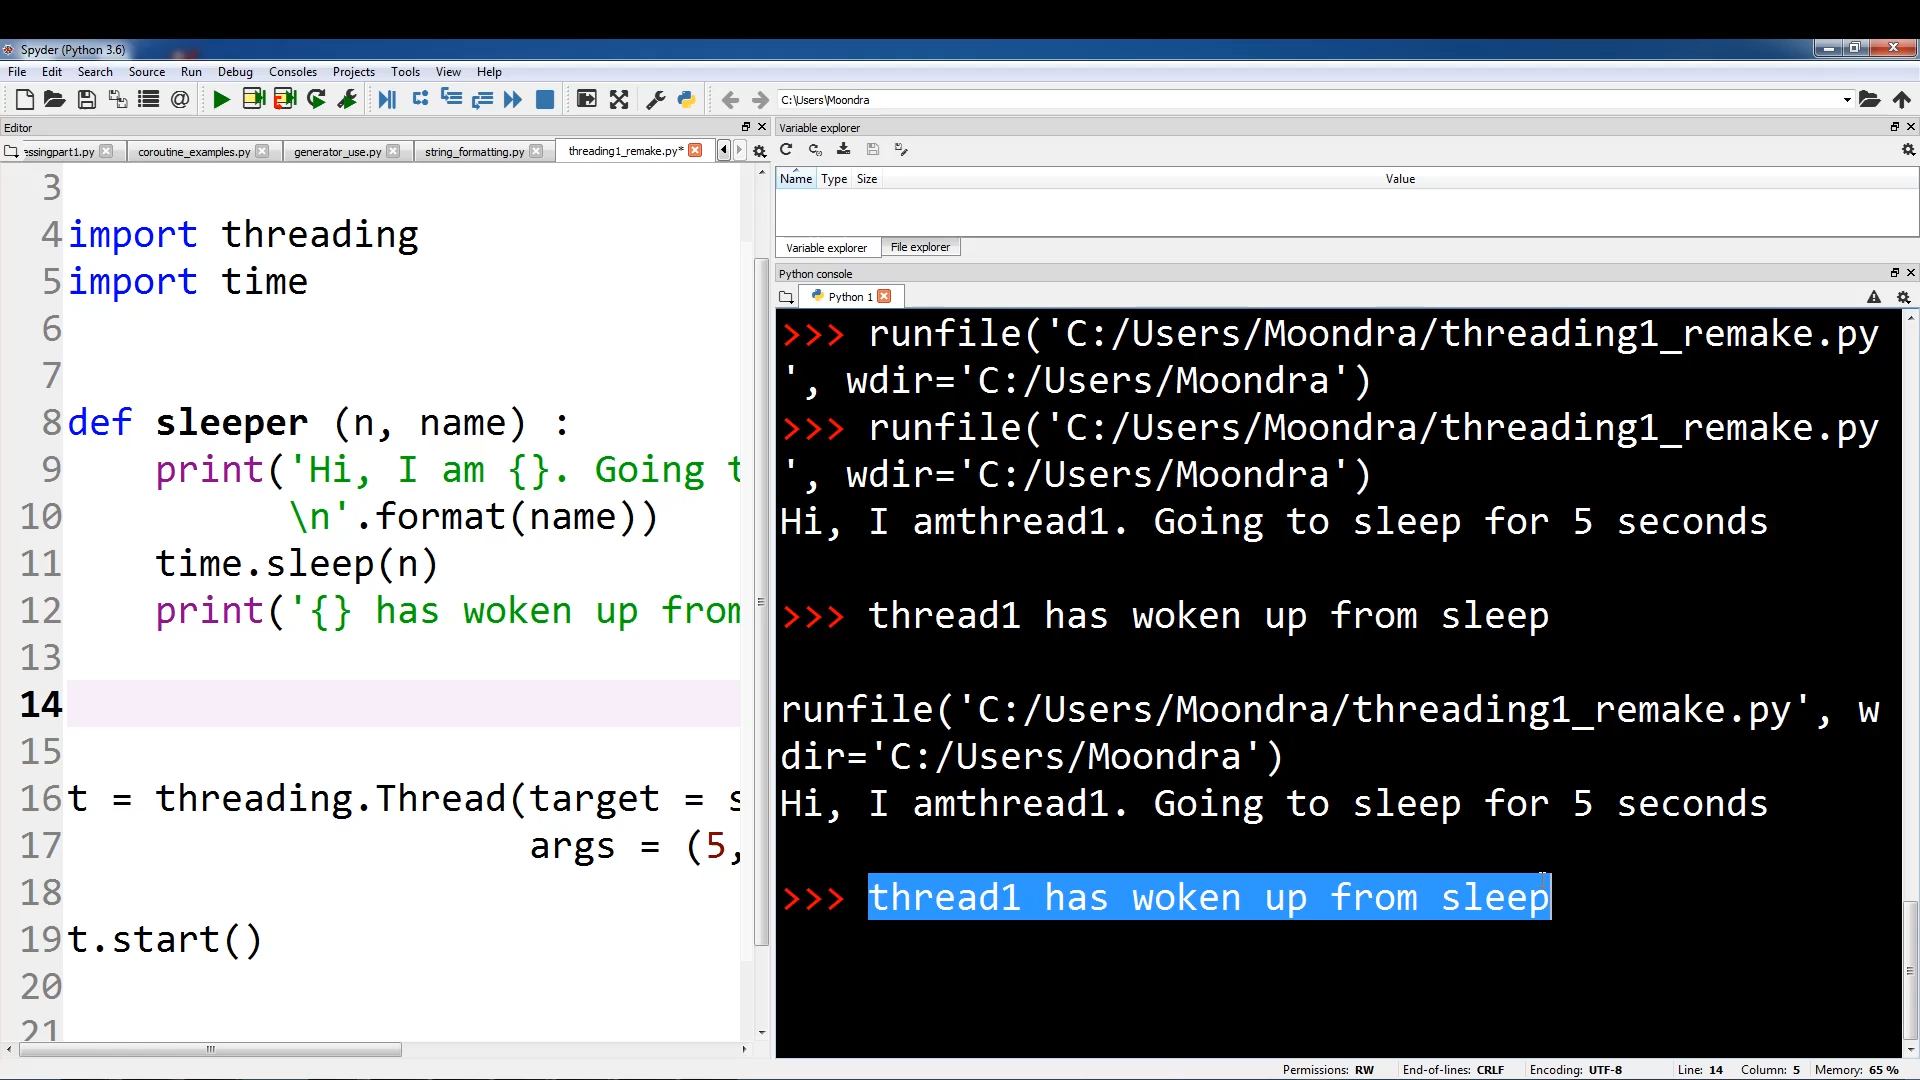 Spyder (Python 3.6)
File Edit Search Source Run Debug Consoles Projects Tools View Help
C:\Users\Moondra
Editor
essingpart1.py coroutine_examples.py generator_use.py string_formatting.py threading1_remake.py*
3
4 import threading
5 import time
6
7
8 def sleeper (n, name) :
9 print('Hi, I am {}. Going t
10 \n'.format(name))
11 time.sleep(n)
12 print('{} has woken up from
13
14
15
16 t = threading.Thread(target = s
17 args = (5,
18
19 t.start()
20
21
Variable explorer
Name Type Size Value
Variable explorer File explorer
Python console
Python 1
>>> runfile('C:/Users/Moondra/threading1_remake.py
', wdir='C:/Users/Moondra')
>>> runfile('C:/Users/Moondra/threading1_remake.py
', wdir='C:/Users/Moondra')
Hi, I amthread1. Going to sleep for 5 seconds
>>> thread1 has woken up from sleep
runfile('C:/Users/Moondra/threading1_remake.py', w
dir='C:/Users/Moondra')
Hi, I amthread1. Going to sleep for 5 seconds
>>> thread1 has woken up from sleep
Permissions: RW End-of-lines: CRLF Encoding: UTF-8 Line: 14 Column: 5 Memory: 65 %